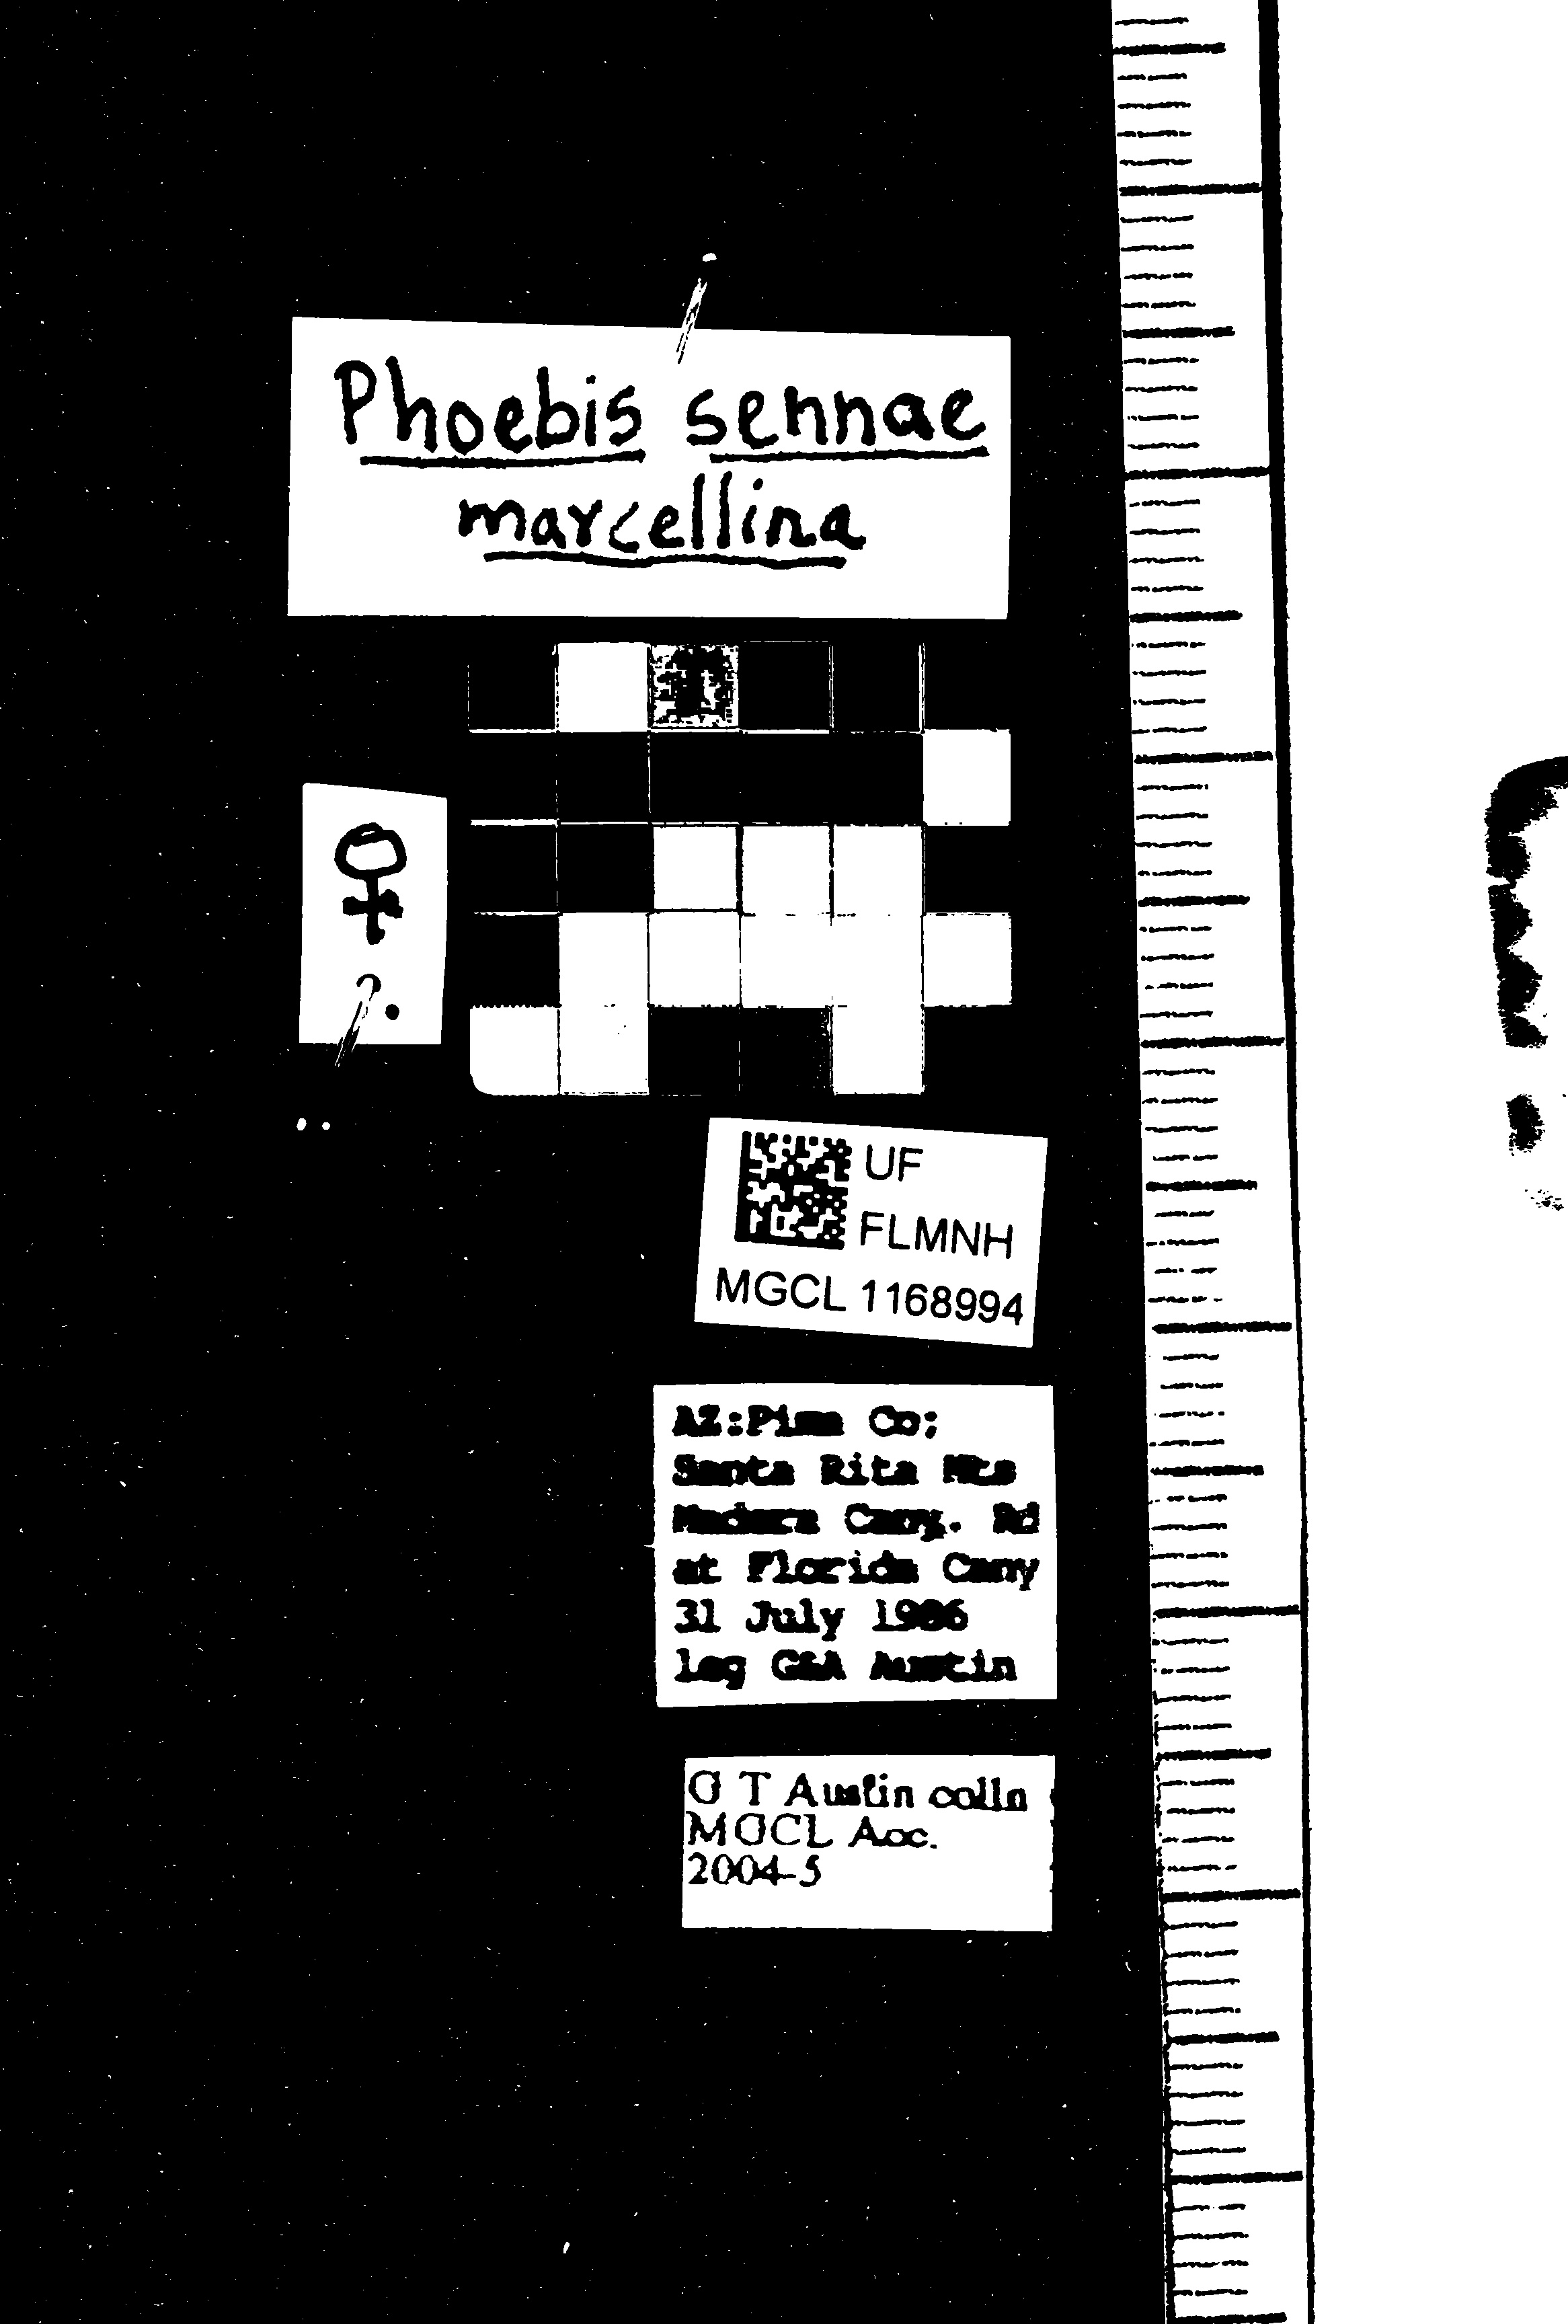 Phoebis sennae
marcellina
♀
UF
FLMNH
MGCL 1168994
AZ:Pima Co;
Santa Rita Mts
Madera Cany. Rd
at Florida Cany
31 July 1986
leg G&A Austin
G T Austin colln
MGCL Acc.
2004-5